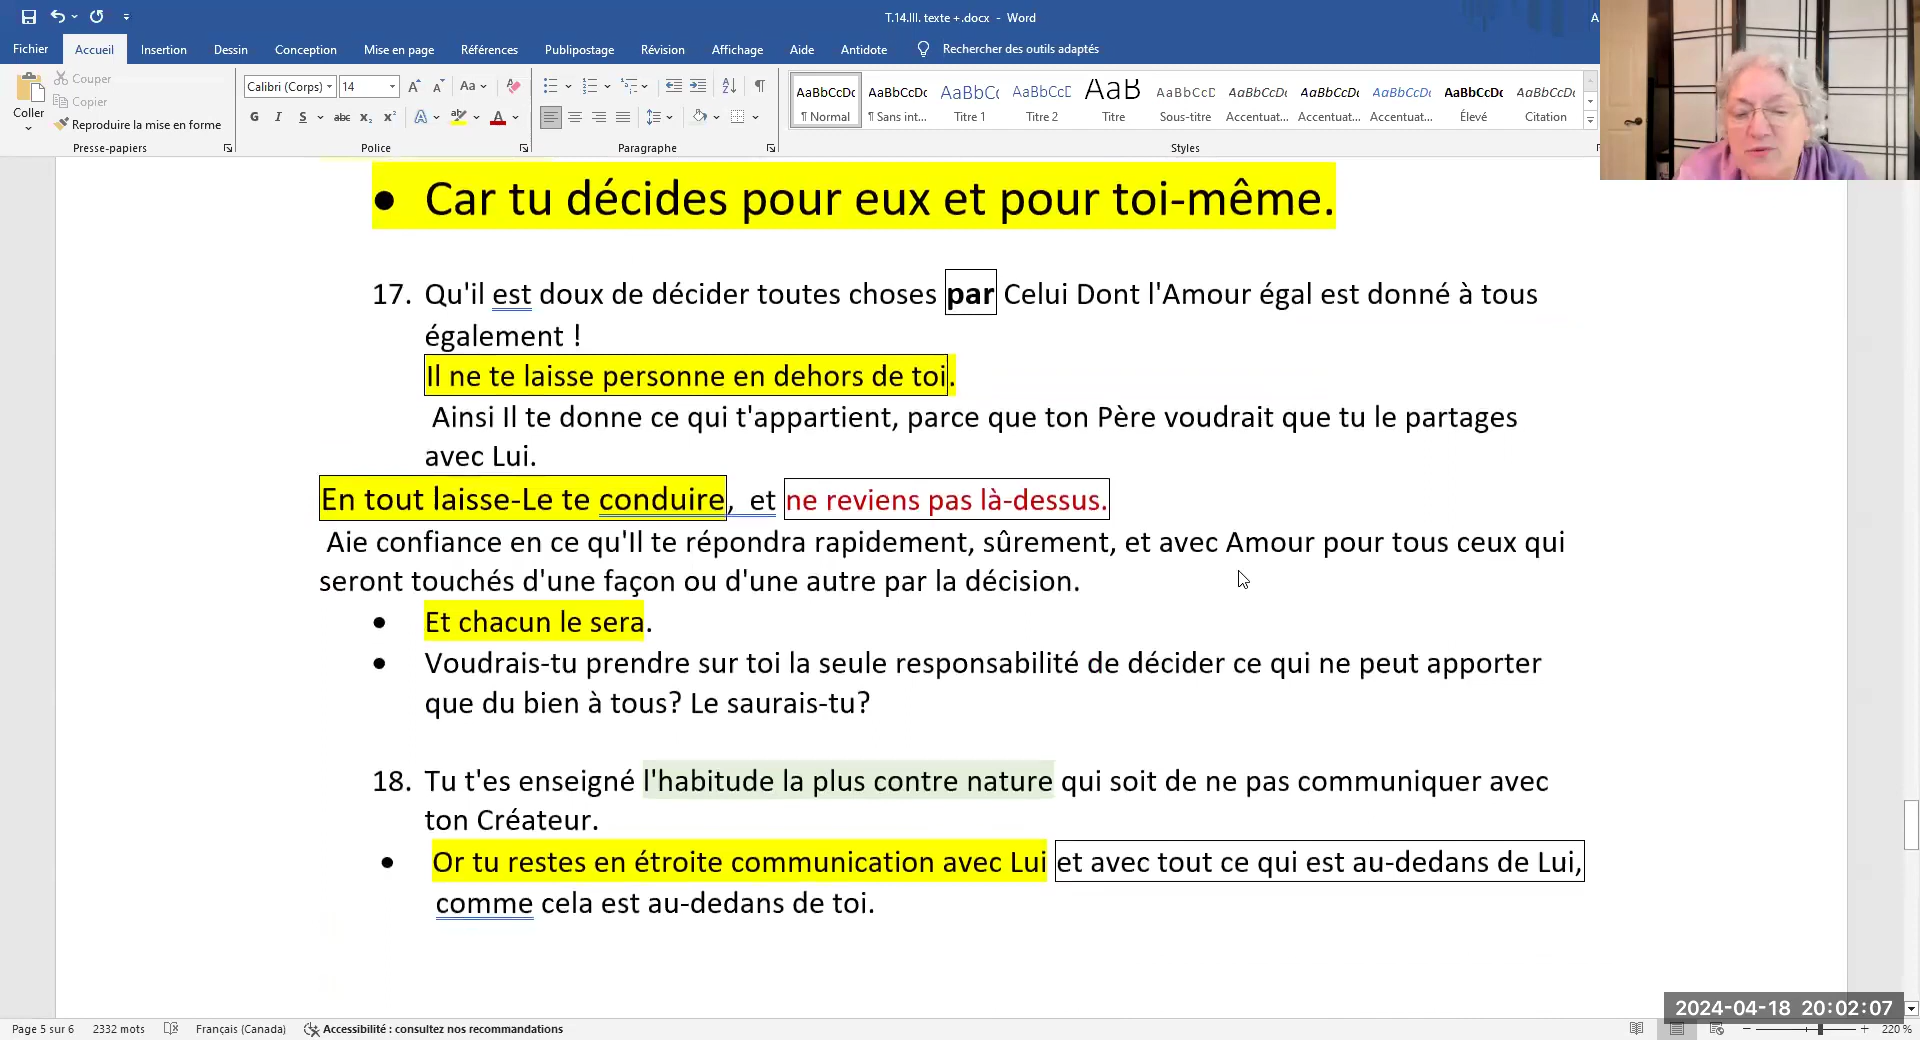 T.14.III. texte +.docx - Word
A
Fichier Accueil Insertion Dessin Conception Mise en page Références Publipostage Révision Affichage Aide Antidote Rechercher des outils adaptés
Coller
Couper
Copier
Reproduire la mise en forme
Presse-papiers
Calibri (Corps) 14
G I S abc x₂ x²
Police
Paragraphe
AaBbCcDc AaBbCcDc AaBbCc AaBbCcD AaB AaBbCcD AaBbCcDc AaBbCcDc AaBbCcDc AaBbCcDc AaBbCcDc
¶ Normal ¶ Sans int... Titre 1 Titre 2 Titre Sous-titre Accentuat... Accentuat... Accentuat... Élevé Citation
Styles
• Car tu décides pour eux et pour toi-même.
17. Qu'il est doux de décider toutes choses par Celui Dont l'Amour égal est donné à tous
également !
Il ne te laisse personne en dehors de toi.
Ainsi Il te donne ce qui t'appartient, parce que ton Père voudrait que tu le partages
avec Lui.
En tout laisse-Le te conduire, et ne reviens pas là-dessus.
Aie confiance en ce qu'Il te répondra rapidement, sûrement, et avec Amour pour tous ceux qui
seront touchés d'une façon ou d'une autre par la décision.
• Et chacun le sera.
• Voudrais-tu prendre sur toi la seule responsabilité de décider ce qui ne peut apporter
que du bien à tous? Le saurais-tu?
18. Tu t'es enseigné l'habitude la plus contre nature qui soit de ne pas communiquer avec
ton Créateur.
• Or tu restes en étroite communication avec Lui et avec tout ce qui est au-dedans de Lui,
comme cela est au-dedans de toi.
2024-04-18 20:02:07
Page 5 sur 6 2332 mots Français (Canada) Accessibilité : consultez nos recommandations 220 %